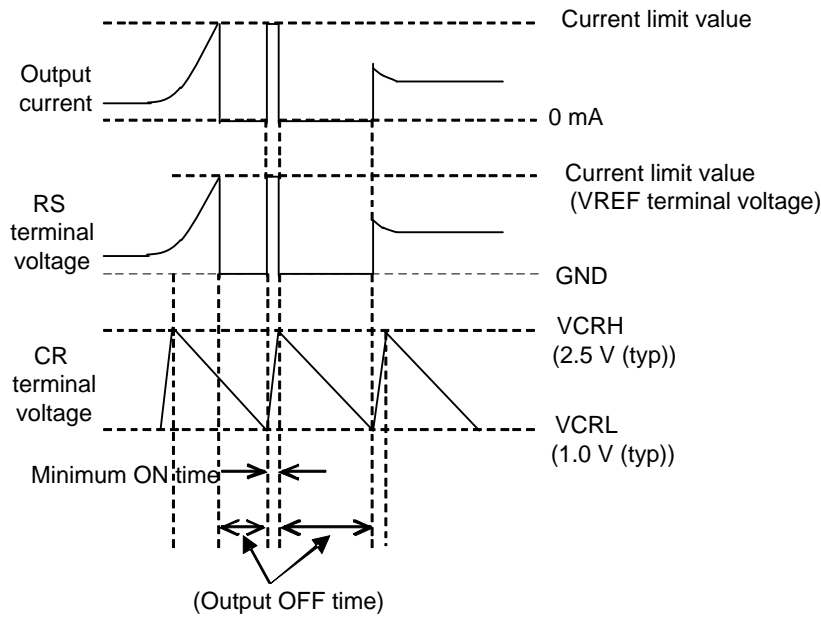 Current limit value
Output
current
0 mA
Current limit value
(VREF terminal voltage)
RS
terminal
voltage
GND
VCRH
(2.5 V (typ))
CR
terminal
voltage
VCRL
(1.0 V (typ))
Minimum ON time
(Output OFF time)